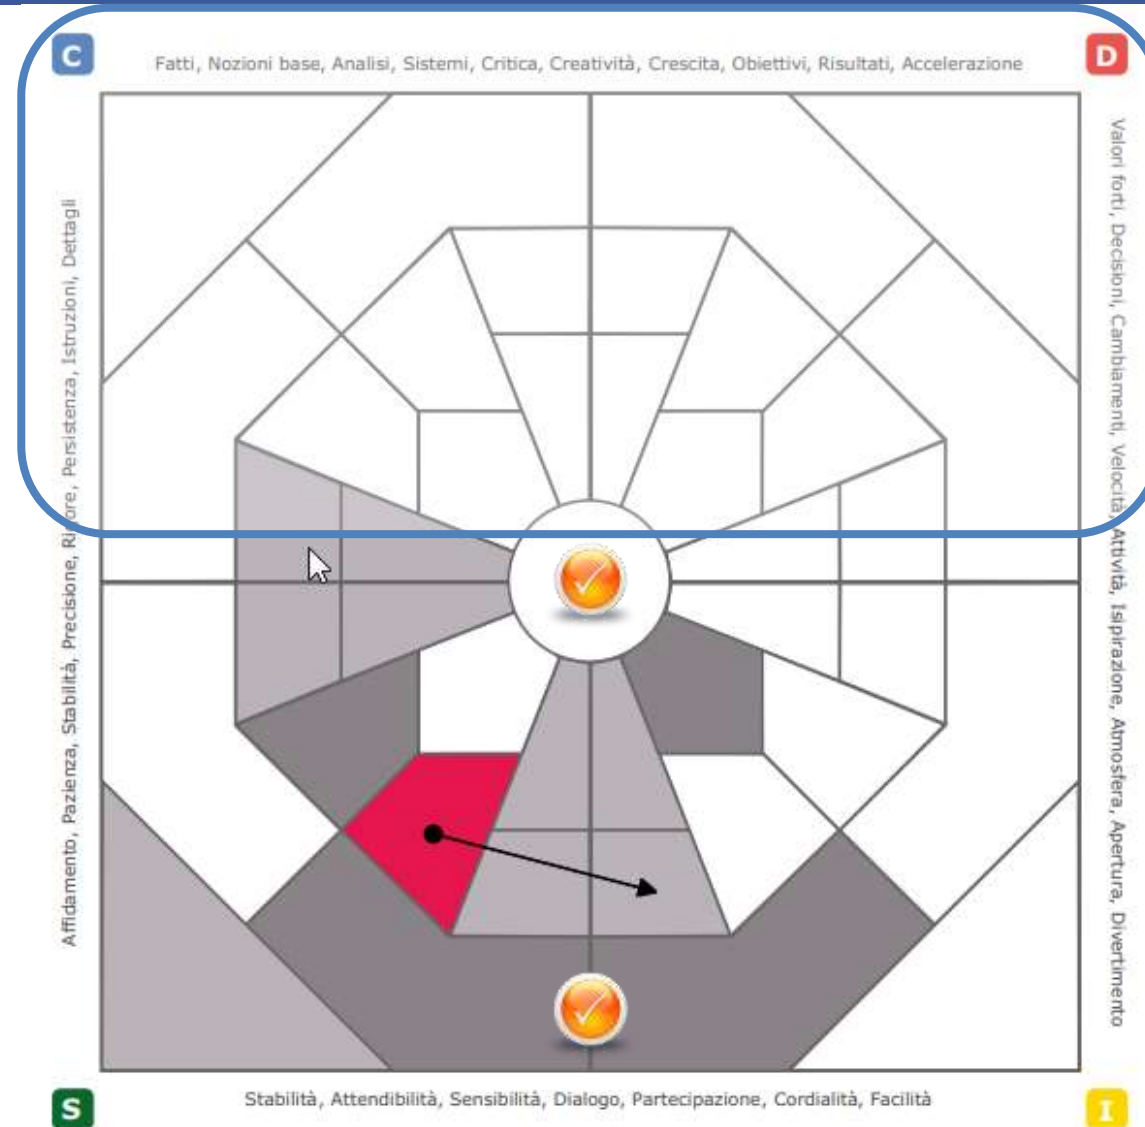 C
Fatti, Nozioni base, Analisi, Sistemi, Critica, Creatività, Crescita, Obiettivi, Risultati, Accelerazione
D
Affidamento, Pazienza, Stabilità, Precisione, Rigore, Persistenza, Istruzioni, Dettagli
Valori forti, Decisioni, Cambiamenti, Velocità, Attività, Isipirazione, Atmosfera, Apertura, Divertimento
S
Stabilità, Attendibilità, Sensibilità, Dialogo, Partecipazione, Cordialità, Facilità
I